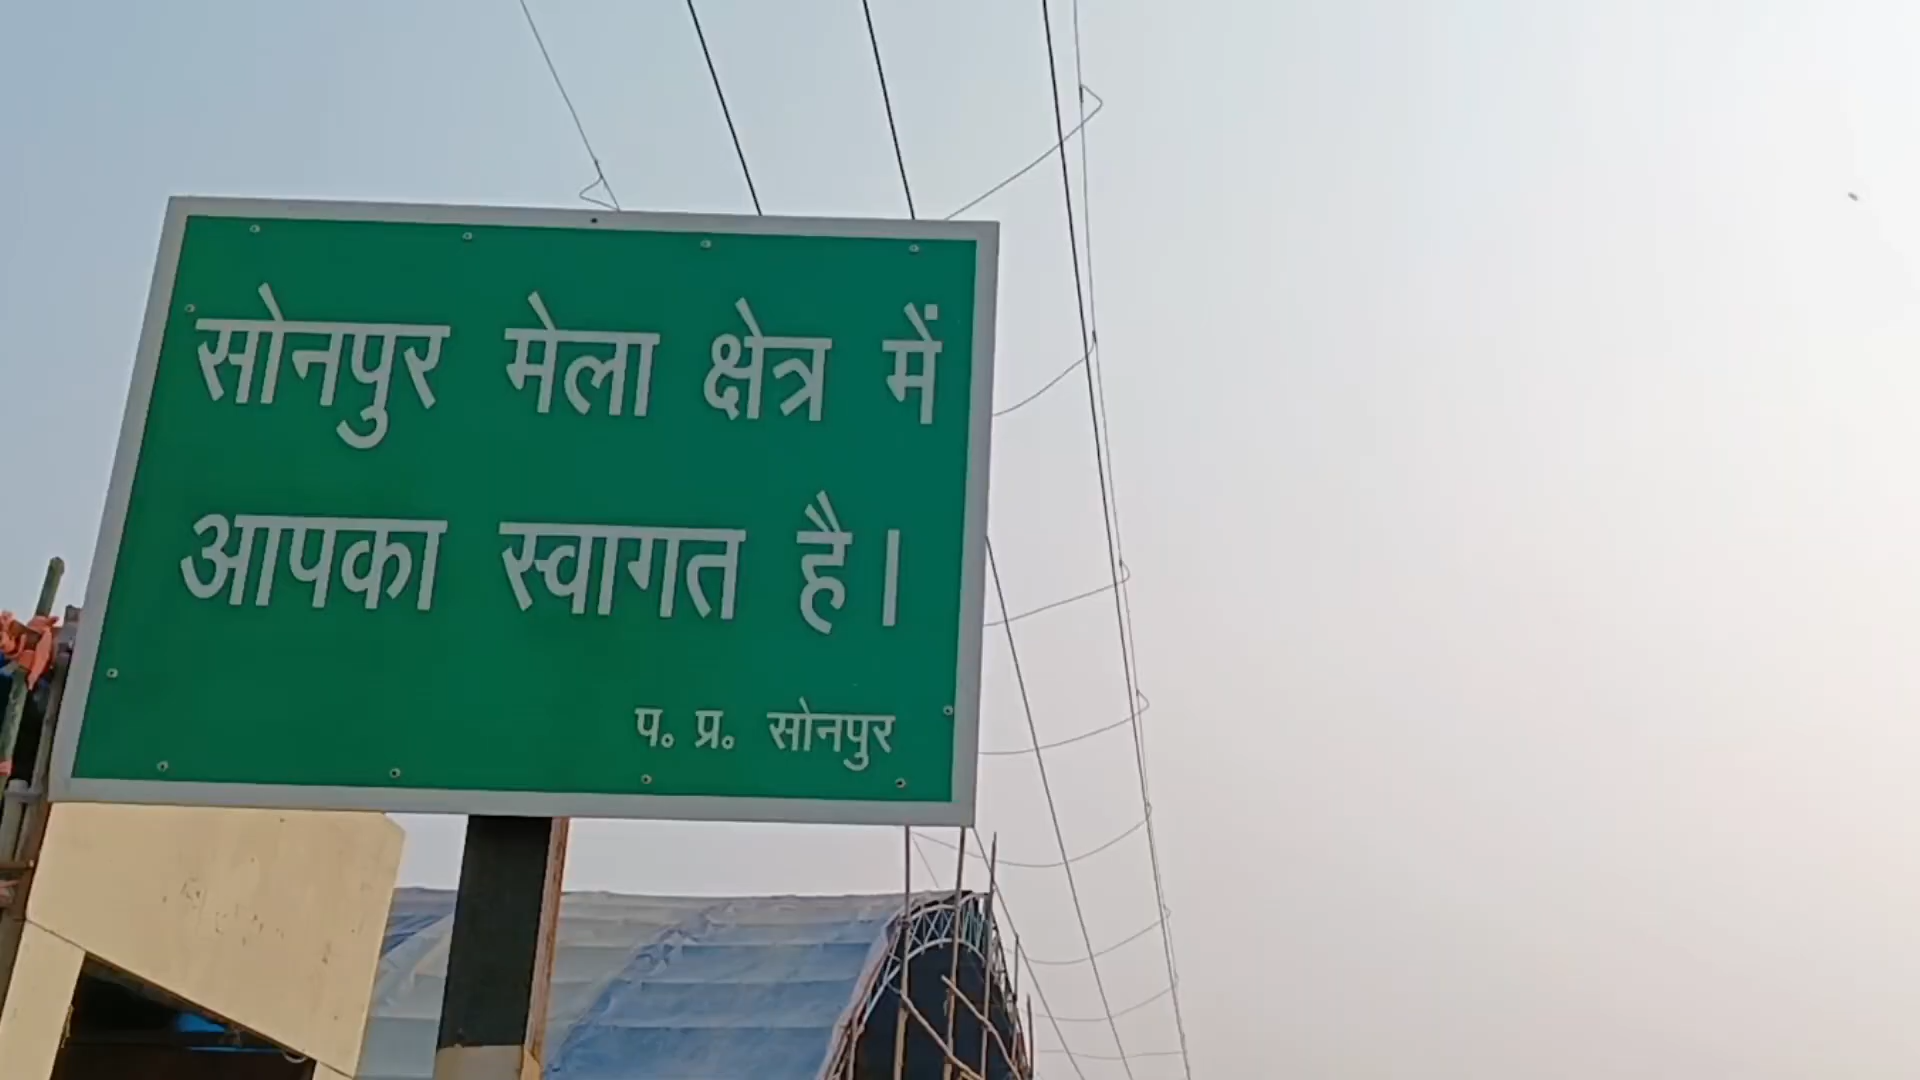 सोनपुर मेला क्षेत्र में
आपका स्वागत है।
प॰ प्र॰ सोनपुर